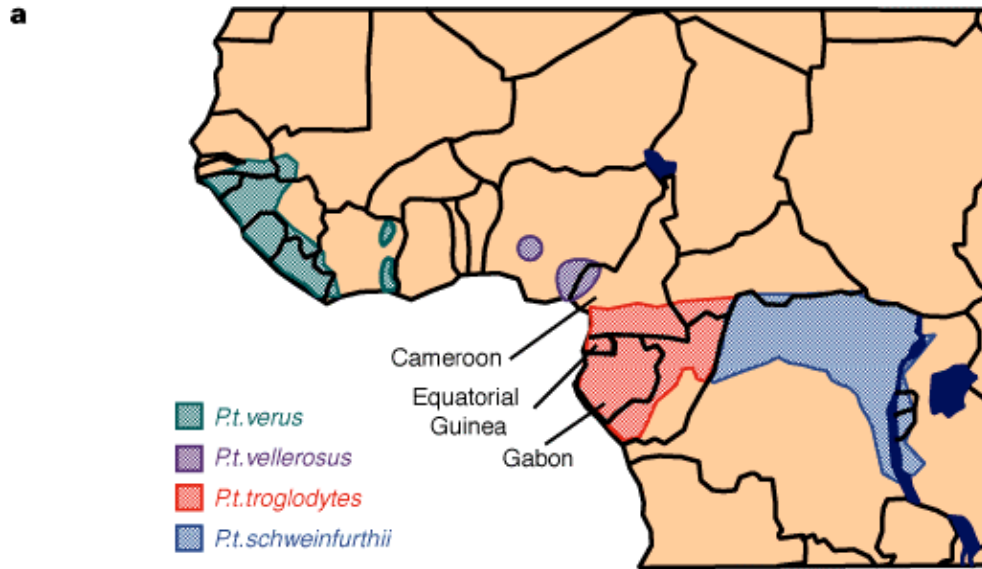 a
Cameroon
Equatorial
Guinea
Gabon
P.t.verus
P.t.vellerosus
P.t.troglodytes
P.t.schweinfurthii